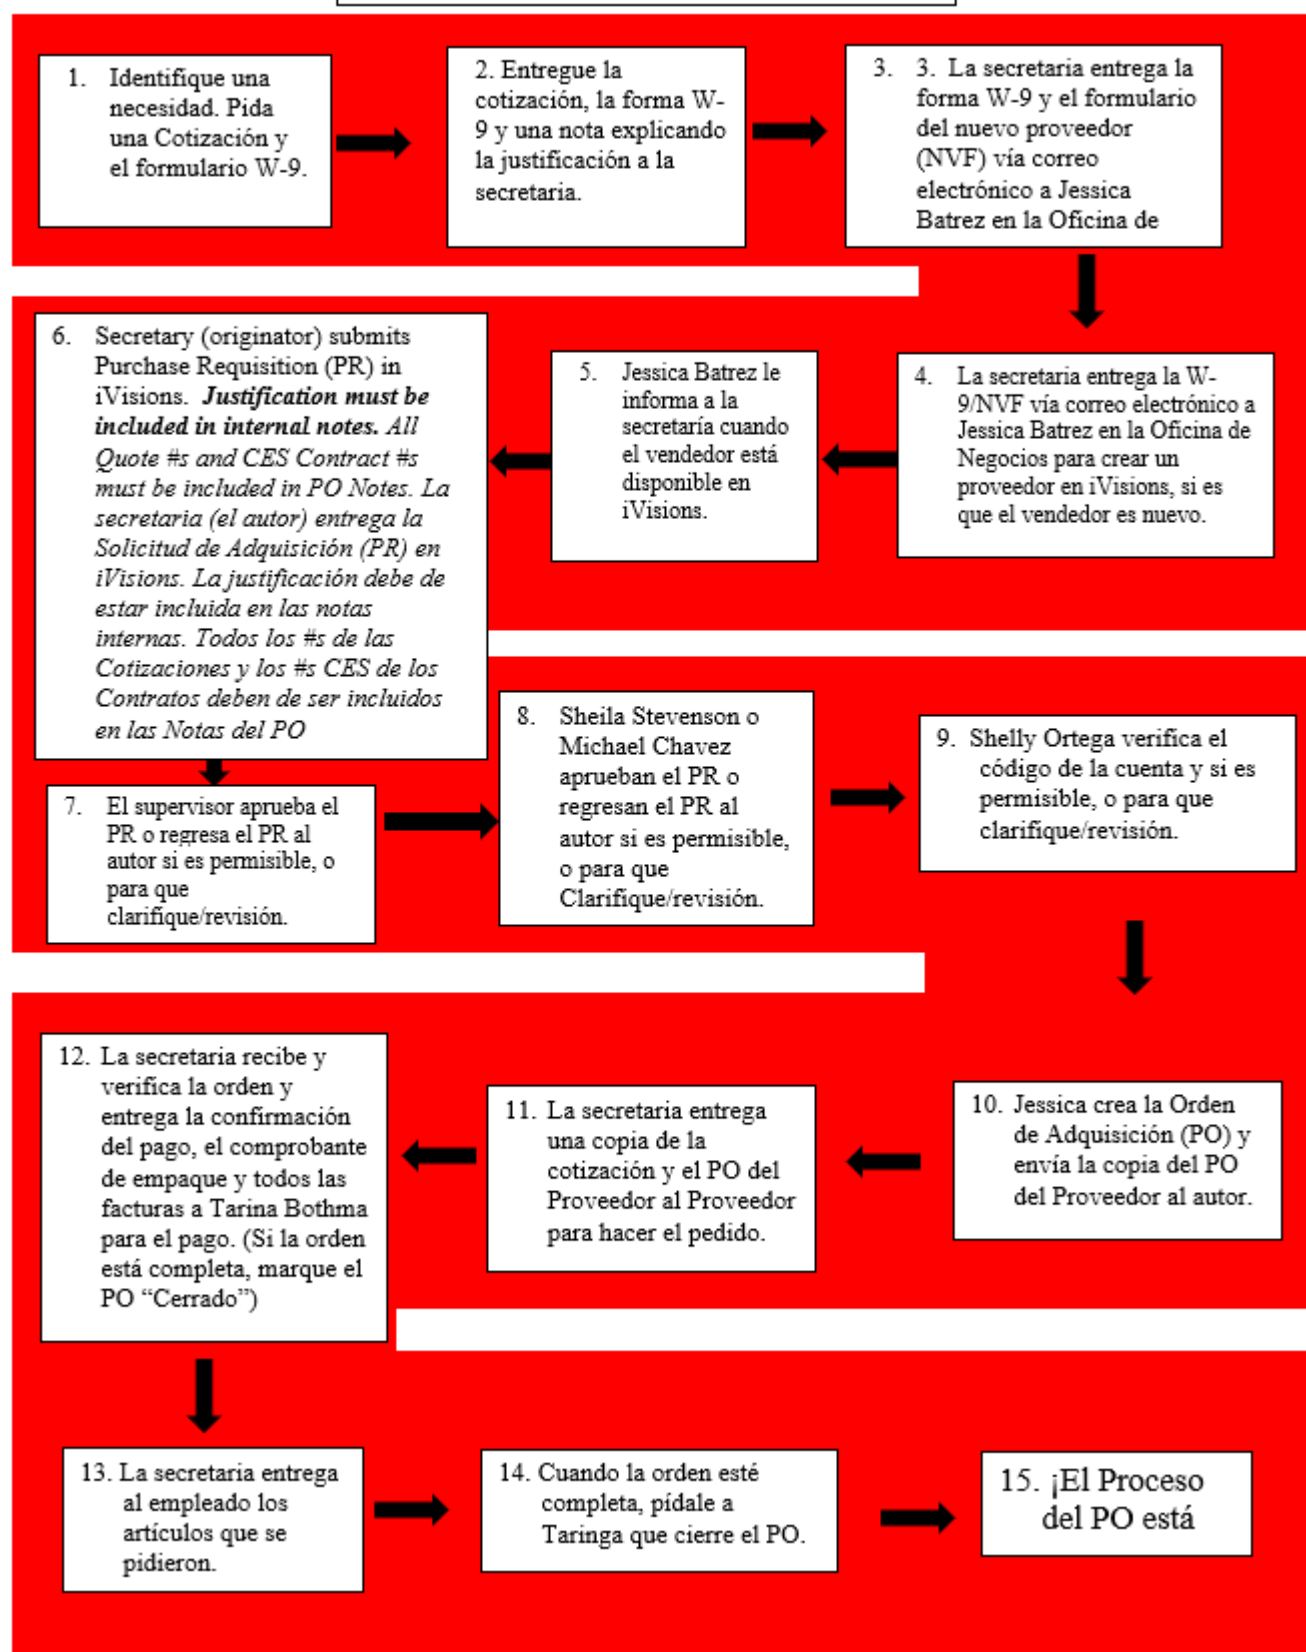 1. Identifique una
necesidad. Pida
una Cotización y
el formulario W-9.
2. Entregue la
cotización, la forma W-
9 y una nota explicando
la justificación a la
secretaria.
3. 3. La secretaria entrega la
forma W-9 y el formulario
del nuevo proveedor
(NVF) vía correo
electrónico a Jessica
Batrez en la Oficina de
4. La secretaria entrega la W-
9/NVF vía correo electrónico a
Jessica Batrez en la Oficina de
Negocios para crear un
proveedor en iVisions, si es
que el vendedor es nuevo.
5. Jessica Batrez le
informa a la
secretaría cuando
el vendedor está
disponible en
iVisions.
6. Secretary (originator) submits
Purchase Requisition (PR) in
iVisions. Justification must be
included in internal notes. All
Quote #s and CES Contract #s
must be included in PO Notes. La
secretaria (el autor) entrega la
Solicitud de Adquisición (PR) en
iVisions. La justificación debe de
estar incluida en las notas
internas. Todos los #s de las
Cotizaciones y los #s CES de los
Contratos deben de ser incluidos
en las Notas del PO
7. El supervisor aprueba el
PR o regresa el PR al
autor si es permisible, o
para que
clarifique/revisión.
8. Sheila Stevenson o
Michael Chavez
aprueban el PR o
regresan el PR al
autor si es permisible,
o para que
Clarifique/revisión.
9. Shelly Ortega verifica el
código de la cuenta y si es
permisible, o para que
clarifique/revisión.
10. Jessica crea la Orden
de Adquisición (PO) y
envía la copia del PO
del Proveedor al autor.
11. La secretaria entrega
una copia de la
cotización y el PO del
Proveedor al Proveedor
para hacer el pedido.
12. La secretaria recibe y
verifica la orden y
entrega la confirmación
del pago, el comprobante
de empaque y todos las
facturas a Tarina Bothma
para el pago. (Si la orden
está completa, marque el
PO “Cerrado”)
13. La secretaria entrega
al empleado los
artículos que se
pidieron.
14. Cuando la orden esté
completa, pídale a
Taringa que cierre el PO.
15. ¡El Proceso
del PO está